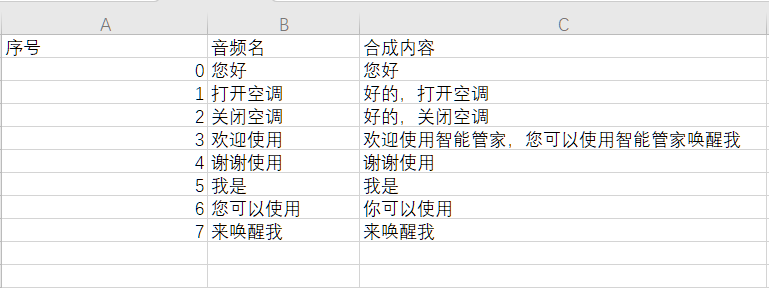 A B C
序号 音频名 合成内容
0 您好 您好
1 打开空调 好的，打开空调
2 关闭空调 好的，关闭空调
3 欢迎使用 欢迎使用智能管家，您可以使用智能管家唤醒我
4 谢谢使用 谢谢使用
5 我是 我是
6 您可以使用 你可以使用
7 来唤醒我 来唤醒我